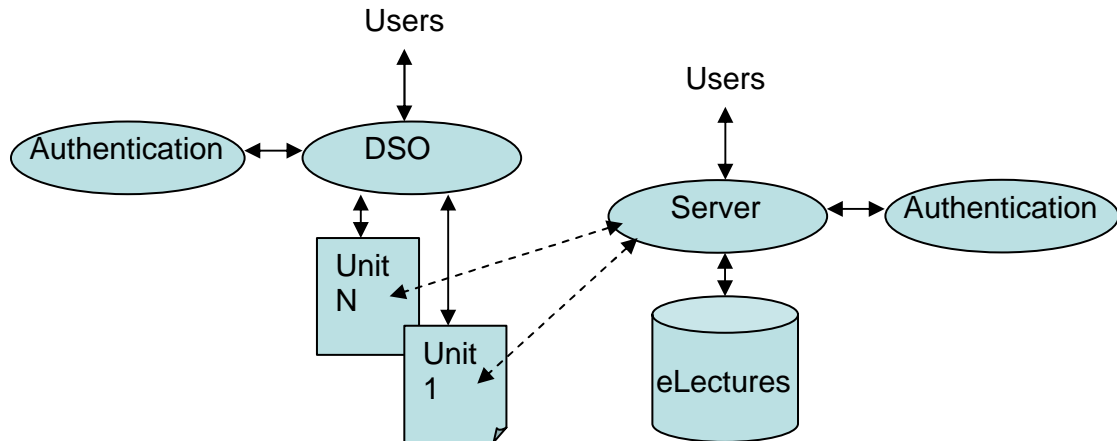 Users
Users
Authentication
DSO
Server
Authentication
Unit
N
Unit
1
eLectures